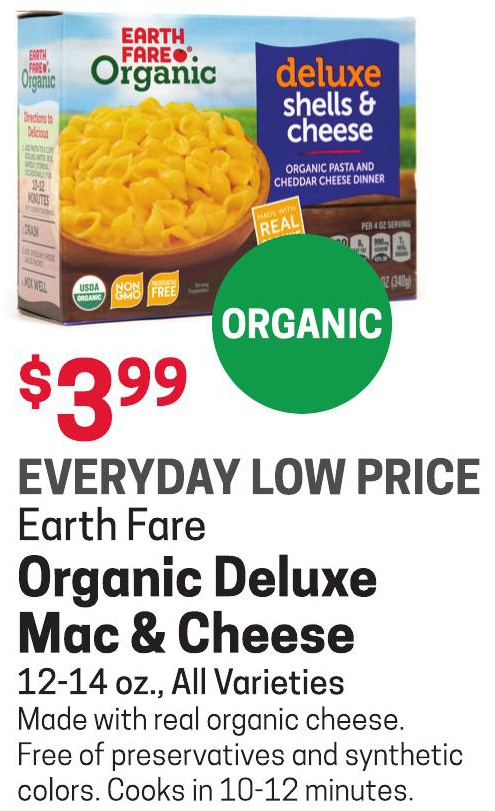 EARTH
FARE
Organic
EARTH
FARE
Organic
Directions to
Delicious
10-12
MINUTES
DRAIN
MIX WELL
deluxe
shells &
cheese
ORGANIC PASTA AND
CHEDDAR CHEESE DINNER
MADE WITH
REAL
PER 4 OZ SERVING
USDA
ORGANIC
NON
GMO
PRESERVATIVE
FREE
OZ (340g)
ORGANIC
$3.99
EVERYDAY LOW PRICE
Earth Fare
Organic Deluxe
Mac & Cheese
12-14 oz., All Varieties
Made with real organic cheese.
Free of preservatives and synthetic
colors. Cooks in 10-12 minutes.